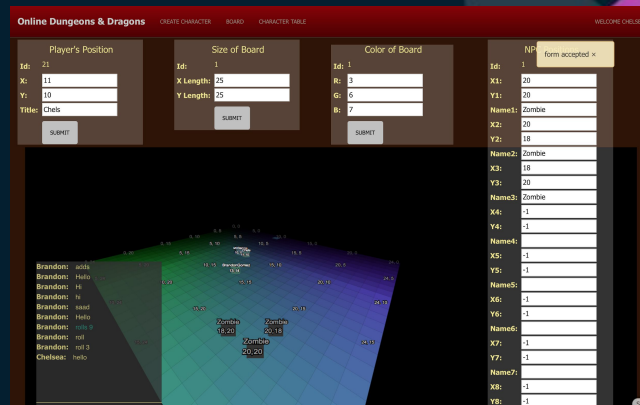 Online Dungeons & Dragons CREATE CHARACTER BOARD CHARACTER TABLE WELCOME CHELSE
Player's Position
Id: 21
X: 11
Y: 10
Title: Chels
SUBMIT
Size of Board
Id: 1
X Length: 25
Y Length: 25
SUBMIT
Color of Board
Id: 1
R: 3
G: 6
B: 7
SUBMIT
form accepted ×
Id: 1
X1: 20
Y1: 20
Name1: Zombie
X2: 20
Y2: 18
Name2: Zombie
X3: 18
Y3: 20
Name3: Zombie
X4: -1
Y4: -1
Name4:
X5: -1
Y5: -1
Name5:
X6: -1
Y6: -1
Name6:
X7: -1
Y7: -1
Name7:
X8: -1
Y8: -1
Brandon: adds
Brandon: Hello
Brandon: Hi
Brandon: hi
Brandon: saad
Brandon: Hello
Brandon: rolls 9
Brandon: roll
Brandon: roll 3
Chelsea: hello
Zombie
18,20
Zombie
20,18
Zombie
20,20